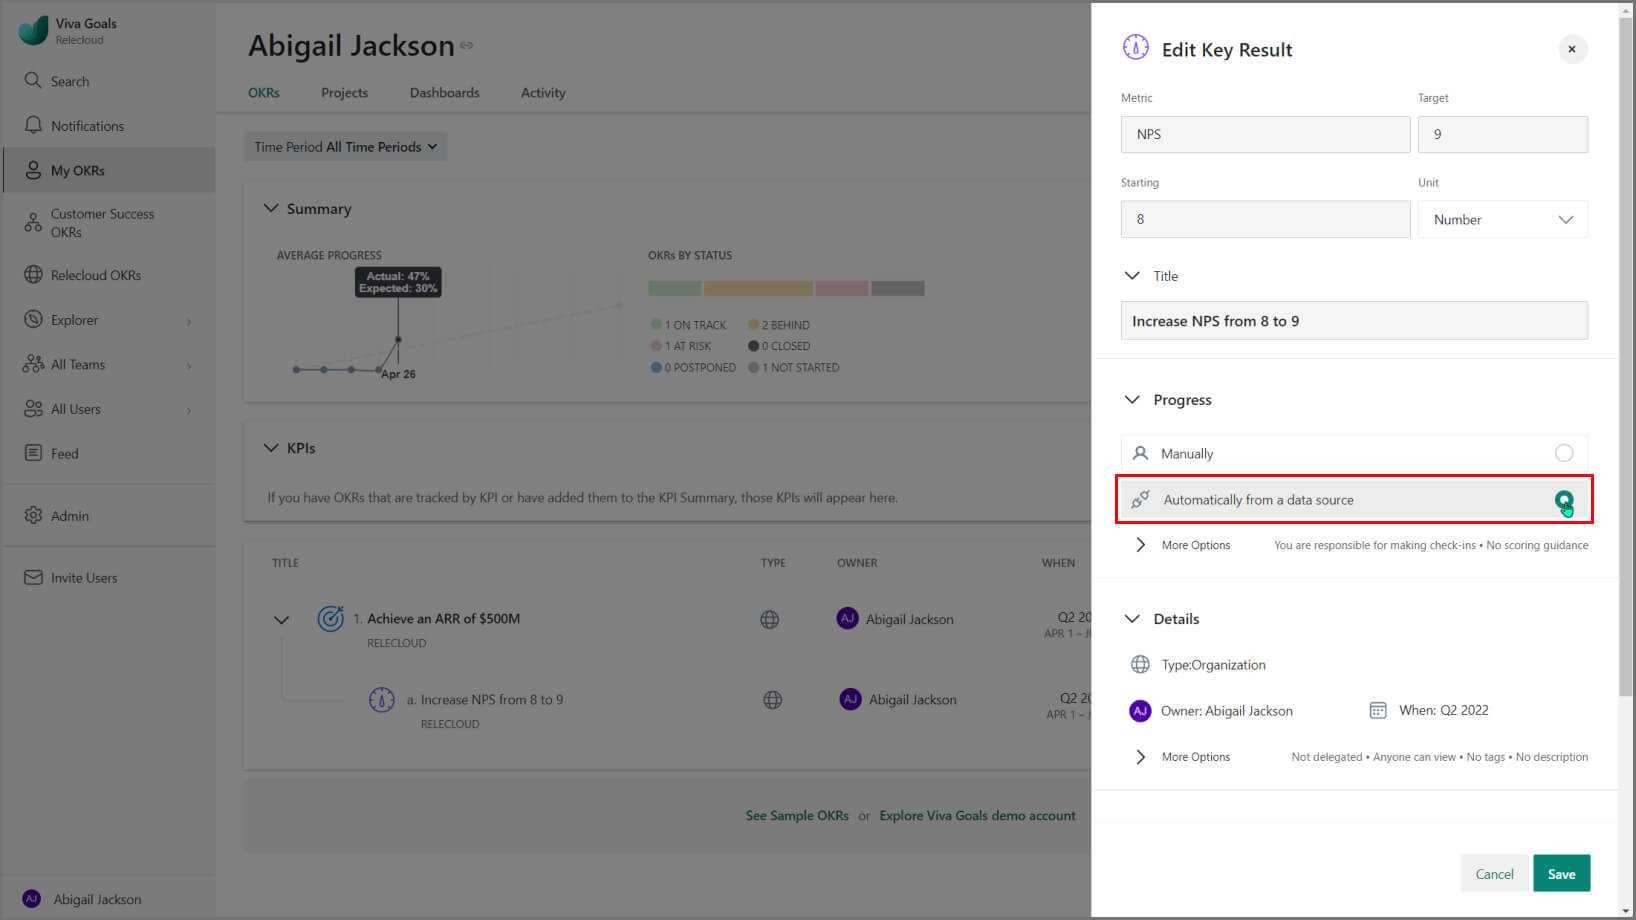 Viva Goals
Relecloud
Search
Notifications
My OKRs
Customer Success
OKRs
Relecloud OKRs
Explorer
All Teams
All Users
Feed
Admin
Invite Users
AJ Abigail Jackson
Abigail Jackson
OKRs Projects Dashboards Activity
Time Period All Time Periods
Summary
AVERAGE PROGRESS
Actual: 47%
Expected: 30%
Apr 26
OKRs BY STATUS
1 ON TRACK 2 BEHIND
1 AT RISK 0 CLOSED
0 POSTPONED 1 NOT STARTED
KPIs
If you have OKRs that are tracked by KPI or have added them to the KPI Summary, those KPIs will appear here.
TITLE TYPE OWNER WHEN
1. Achieve an ARR of $500M AJ Abigail Jackson Q2 20
RELECLOUD APR 1 – J
a. Increase NPS from 8 to 9 AJ Abigail Jackson Q2 20
RELECLOUD APR 1 – J
See Sample OKRs or Explore Viva Goals demo account
Edit Key Result
Metric Target
NPS 9
Starting Unit
8 Number
Title
Increase NPS from 8 to 9
Progress
Manually
Automatically from a data source
More Options You are responsible for making check-ins • No scoring guidance
Details
Type:Organization
AJ Owner: Abigail Jackson When: Q2 2022
More Options Not delegated • Anyone can view • No tags • No description
Cancel Save